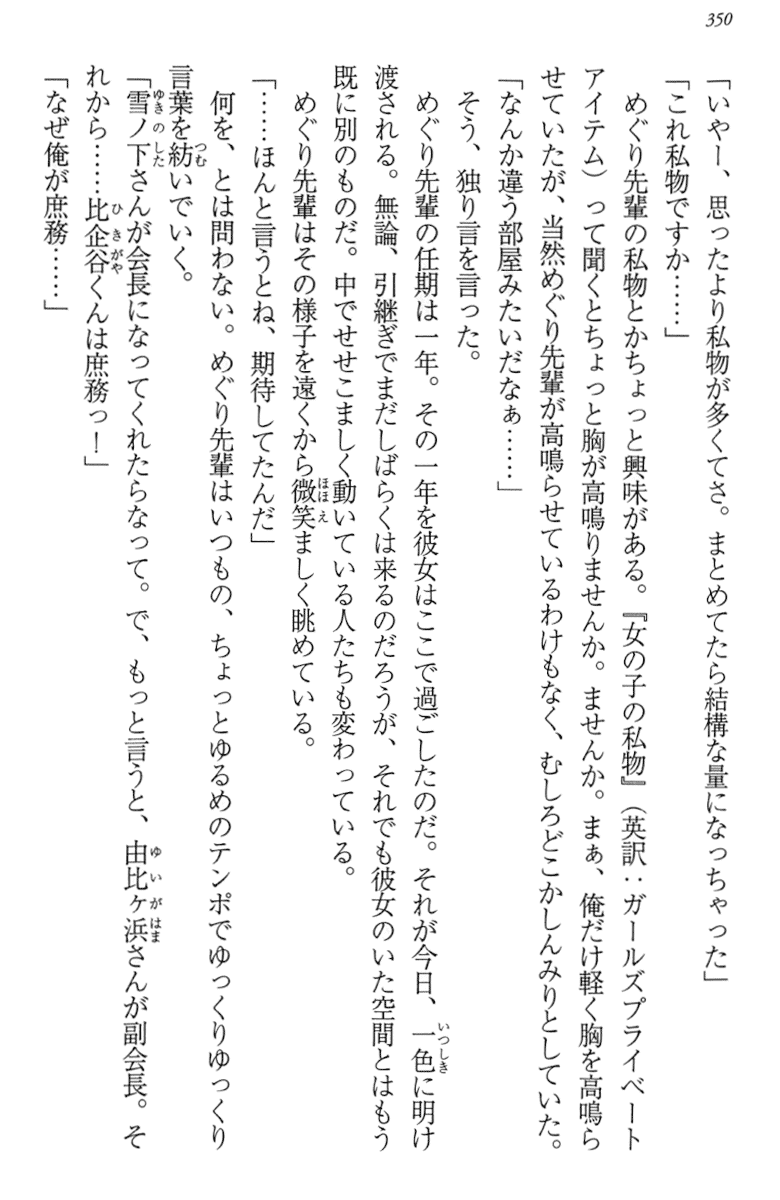 350
「いやー、思ったより私物が多くてさ。まとめてたら結構な量になっちゃった」
「これ私物ですか……」
　めぐり先輩の私物とかちょっと興味がある。『女の子の私物』（英訳：ガールズプライベート
アイテム）って聞くとちょっと胸が高鳴りませんか。ませんか。まぁ、俺だけ軽く胸を高鳴ら
せていたが、当然めぐり先輩が高鳴らせているわけもなく、むしろどこかしんみりとしていた。
「なんか違う部屋みたいだなぁ……」
　そう、独り言を言った。
　めぐり先輩の任期は一年。その一年を彼女はここで過ごしたのだ。それが今日、一色に明け
渡される。無論、引継ぎでまだしばらくは来るのだろうが、それでも彼女のいた空間とはもう
既に別のものだ。中でせせこましく動いている人たちも変わっている。
　めぐり先輩はその様子を遠くから微笑ましく眺めている。
「……ほんと言うとね、期待してたんだ」
　何を、とは問わない。めぐり先輩はいつもの、ちょっとゆるめのテンポでゆっくりゆっくり
言葉を紡いでいく。
「雪ノ下さんが会長になってくれたらなって。で、もっと言うと、由比ヶ浜さんが副会長。そ
れから……比企谷くんは庶務っ！」
「なぜ俺が庶務……」